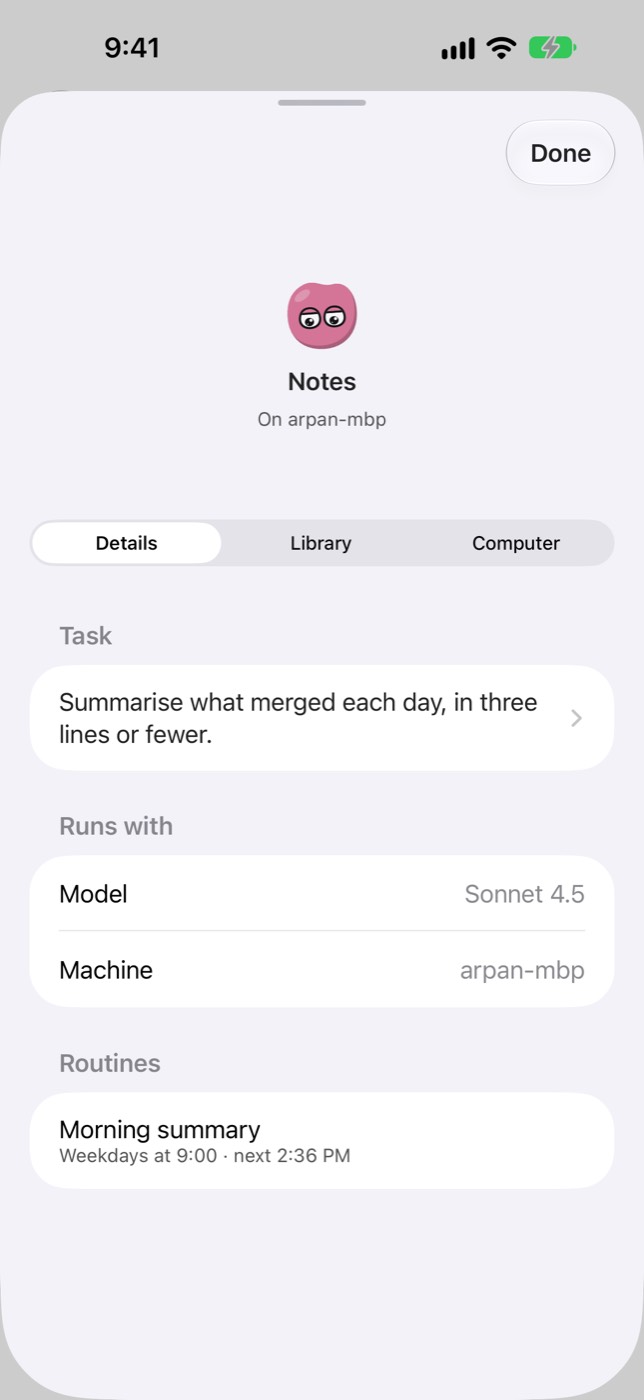 9:41
Done
Notes
On arpan-mbp
Details
Library
Computer
Task
Summarise what merged each day, in three
lines or fewer.
Runs with
Model
Sonnet 4.5
Machine
arpan-mbp
Routines
Morning summary
Weekdays at 9:00 · next 2:36 PM